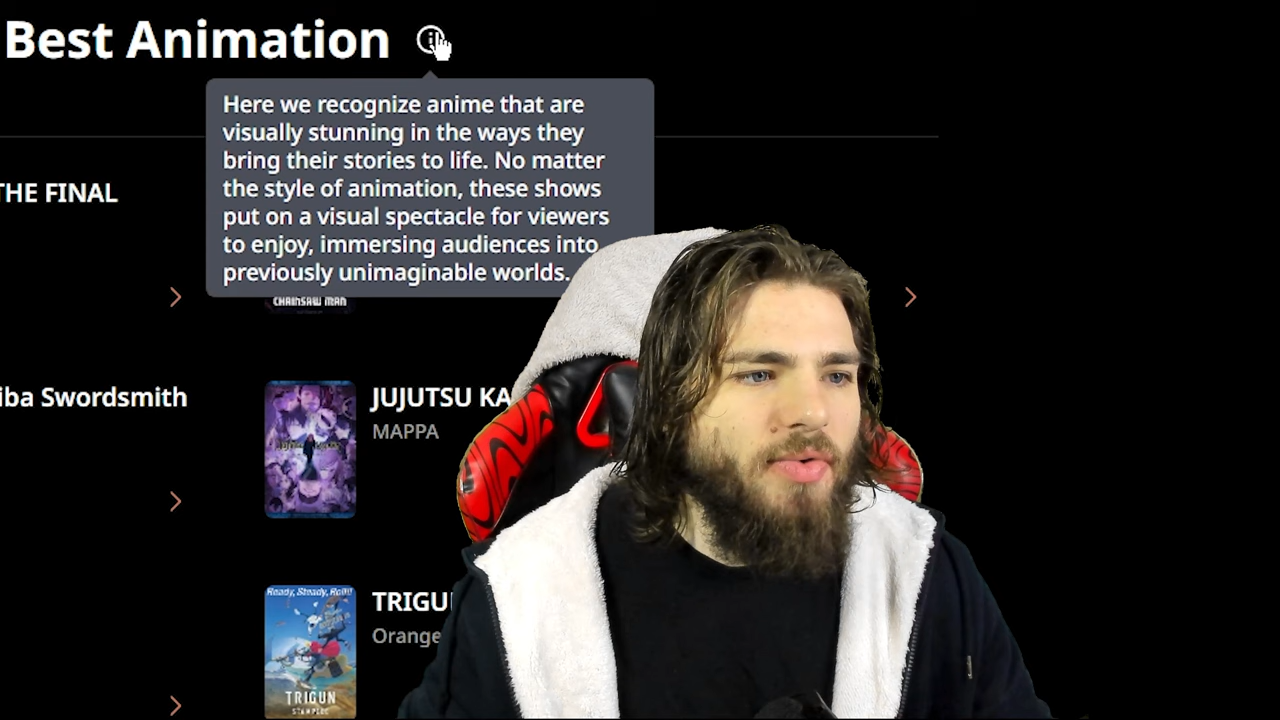 Best Animation
Here we recognize anime that are
visually stunning in the ways they
bring their stories to life. No matter
the style of animation, these shows
put on a visual spectacle for viewers
to enjoy, immersing audiences into
previously unimaginable worlds.
THE FINAL
CHAINSAW MAN
iba Swordsmith
JUJUTSU KA
MAPPA
Ready, Steady, Roll!!
TRIGUN
STAMPEDE
TRIGU
Orange